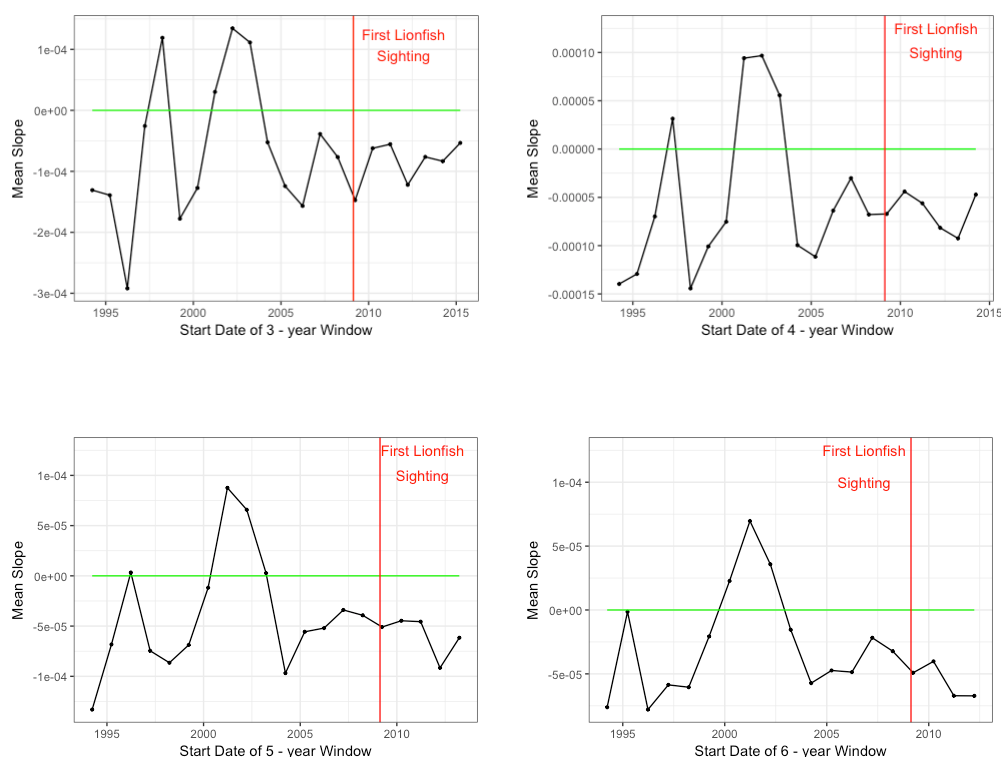 1e-04
0e+00
-1e-04
-2e-04
-3e-04
Mean Slope
First Lionfish
Sighting
1995 2000 2005 2010 2015
Start Date of 3 - year Window
0.00010
0.00005
0.00000
-0.00005
-0.00010
-0.00015
Mean Slope
First Lionfish
Sighting
1995 2000 2005 2010 2015
Start Date of 4 - year Window
1e-04
5e-05
0e+00
-5e-05
-1e-04
Mean Slope
First Lionfish
Sighting
1995 2000 2005 2010
Start Date of 5 - year Window
1e-04
5e-05
0e+00
-5e-05
Mean Slope
First Lionfish
Sighting
1995 2000 2005 2010
Start Date of 6 - year Window